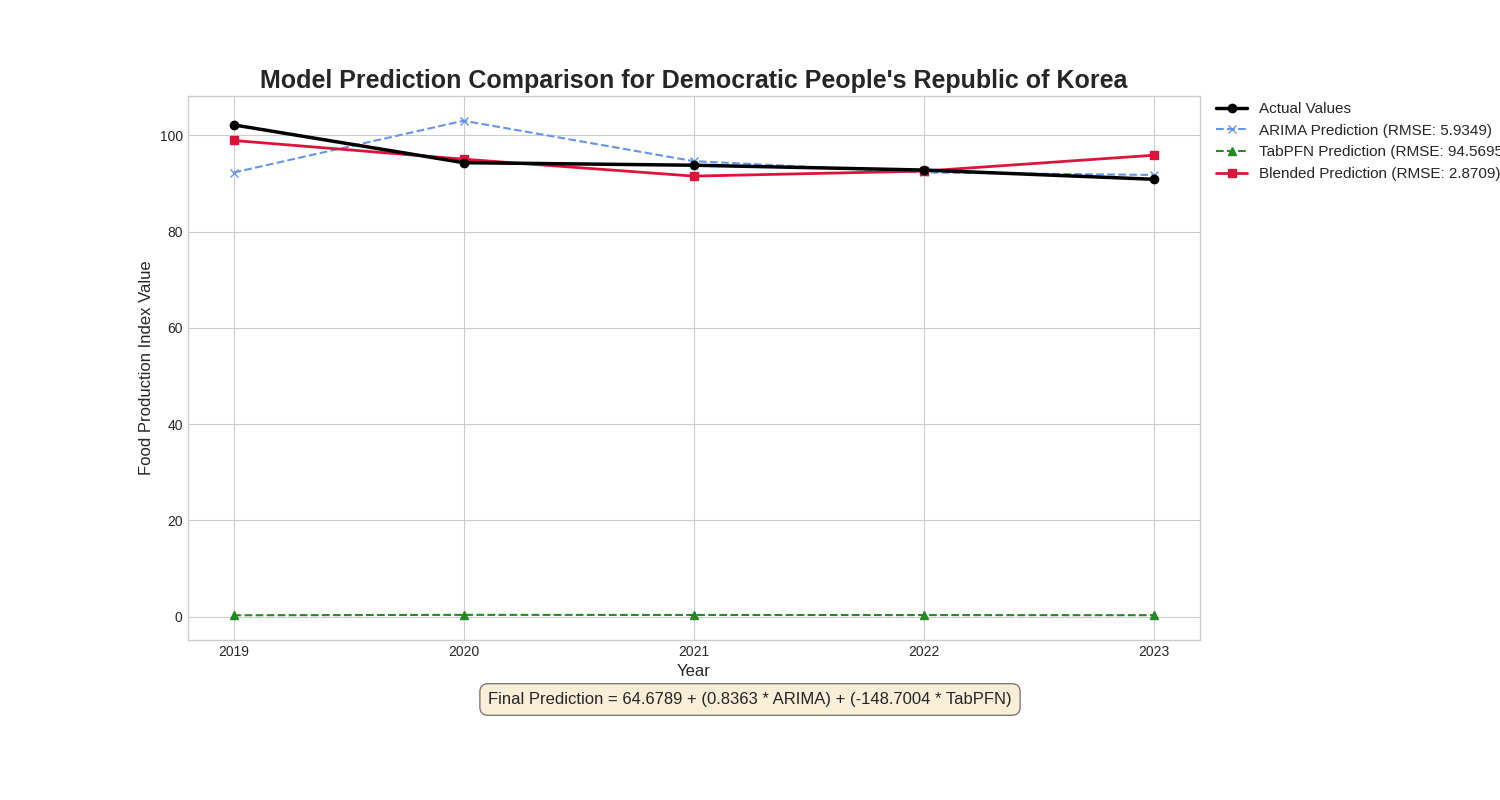 Model Prediction Comparison for Democratic People's Republic of Korea
Actual Values
ARIMA Prediction (RMSE: 5.9349)
TabPFN Prediction (RMSE: 94.5695
Blended Prediction (RMSE: 2.8709)
Food Production Index Value
100
80
60
40
20
0
2019 2020 2021 2022 2023
Year
Final Prediction = 64.6789 + (0.8363 * ARIMA) + (-148.7004 * TabPFN)